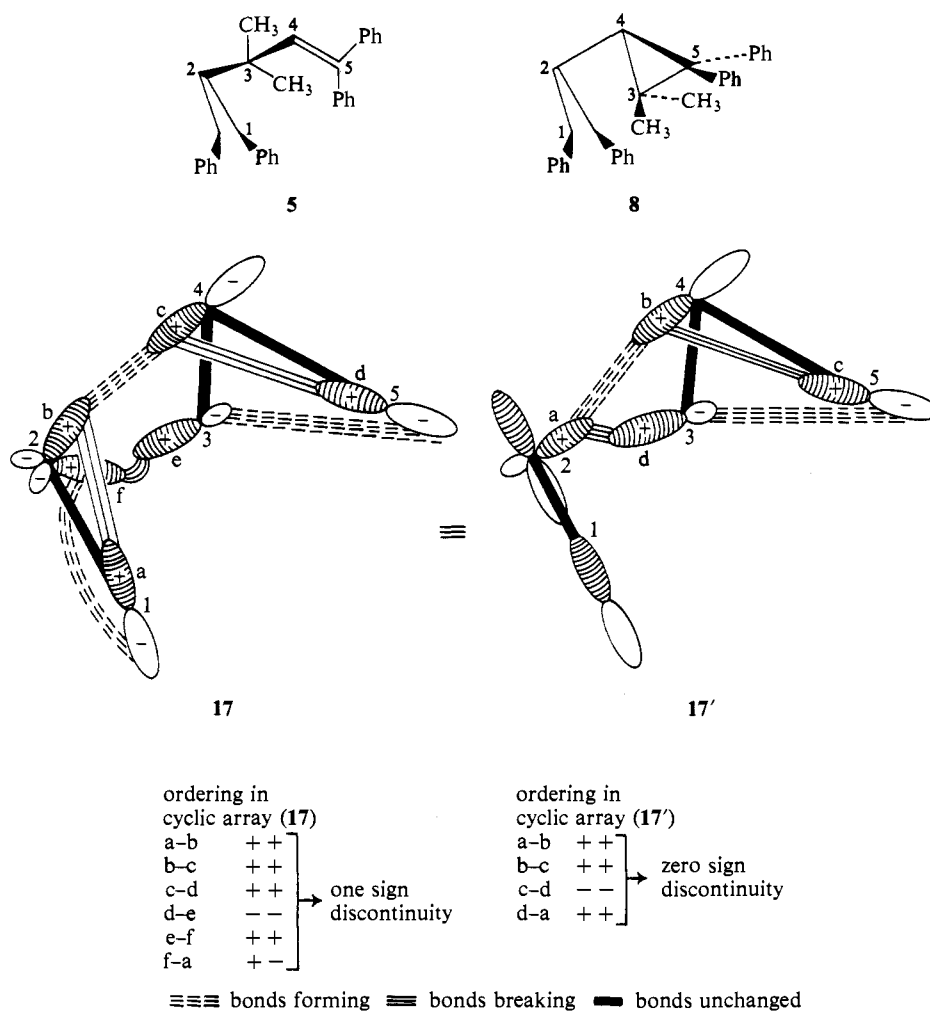 CH₃ 4 Ph
2 3 5
CH₃ Ph
1
Ph Ph
5
4
2 5 Ph
3 Ph
CH₃
1 CH₃
Ph Ph
8
4 −
c +
d
b + + 5
− 3 −
2 +
− + e
− f
+ a
1
−
17
≡
4
b +
c
a 5
+ 3 −
2 d
1
17′
ordering in
cyclic array (17)
a–b + +
b–c + +
c–d + +
d–e − −
e–f + +
f–a + −
one sign
discontinuity
ordering in
cyclic array (17′)
a–b + +
b–c + +
c–d − −
d–a + +
zero sign
discontinuity
bonds forming bonds breaking bonds unchanged